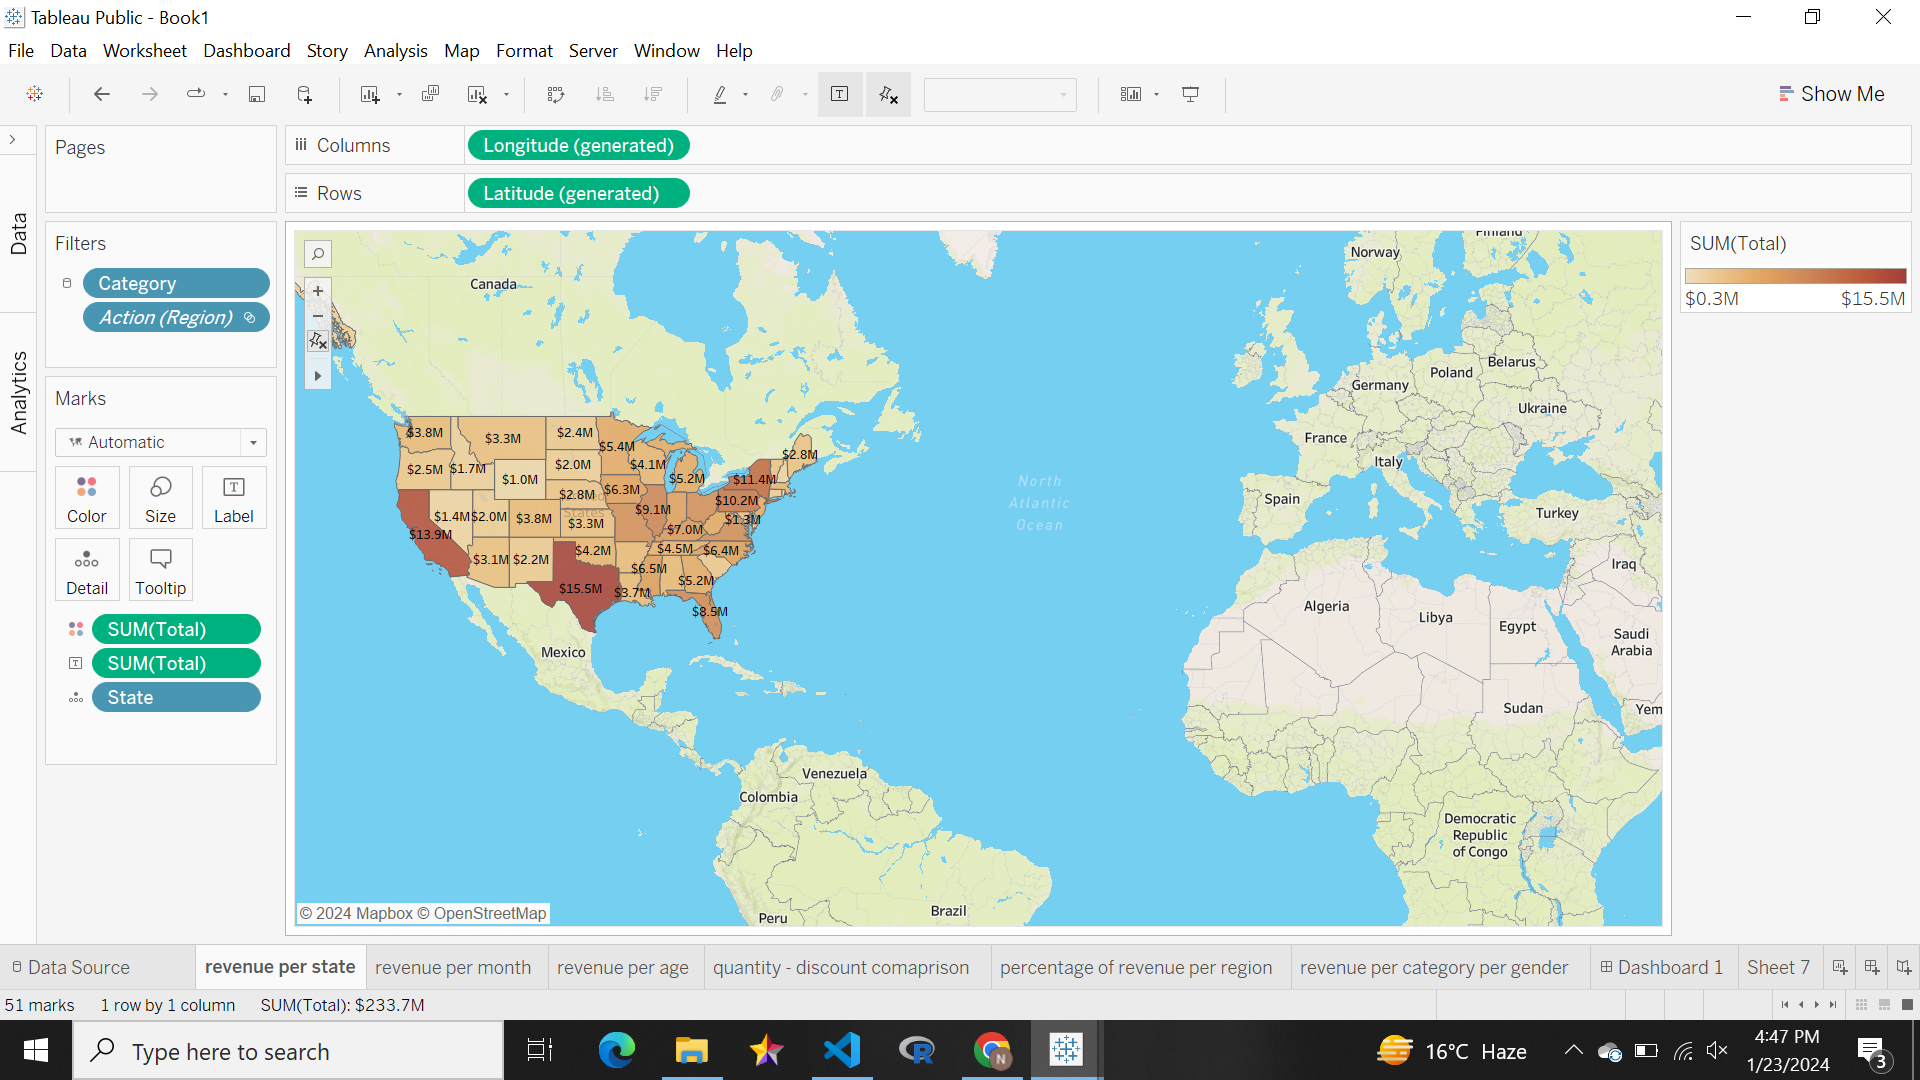 Tableau Public - Book1
File Data Worksheet Dashboard Story Analysis Map Format Server Window Help
Show Me
Pages
Columns
Longitude (generated)
Rows
Latitude (generated)
Data
Analytics
Filters
Category
Action (Region)
Marks
Automatic
Color
Size
Label
Detail
Tooltip
SUM(Total)
SUM(Total)
State
SUM(Total)
$0.3M
$15.5M
Canada
Norway
Finland
Belarus
Poland
Germany
Ukraine
France
Italy
Spain
Turkey
Iraq
Algeria
Libya
Egypt
Saudi
Arabia
Sudan
Yem
Democratic
Republic
of Congo
North
Atlantic
Ocean
Mexico
Venezuela
Colombia
Peru
Brazil
States
$3.8M
$3.3M
$2.4M
$5.4M
$2.8M
$2.5M
$1.7M
$1.0M
$2.0M
$4.1M
$5.2M
$11.4M
$2.8M
$6.3M
$10.2M
$1.4M
$2.0M
$3.8M
$3.3M
$9.1M
$7.0M
$1.3M
$13.9M
$3.1M
$2.2M
$4.2M
$4.5M
$6.4M
$6.5M
$5.2M
$15.5M
$3.7M
$8.5M
© 2024 Mapbox © OpenStreetMap
Data Source
revenue per state
revenue per month
revenue per age
quantity - discount comaprison
percentage of revenue per region
revenue per category per gender
Dashboard 1
Sheet 7
51 marks
1 row by 1 column
SUM(Total): $233.7M
Type here to search
R
N
16°C Haze
4:47 PM
1/23/2024
3